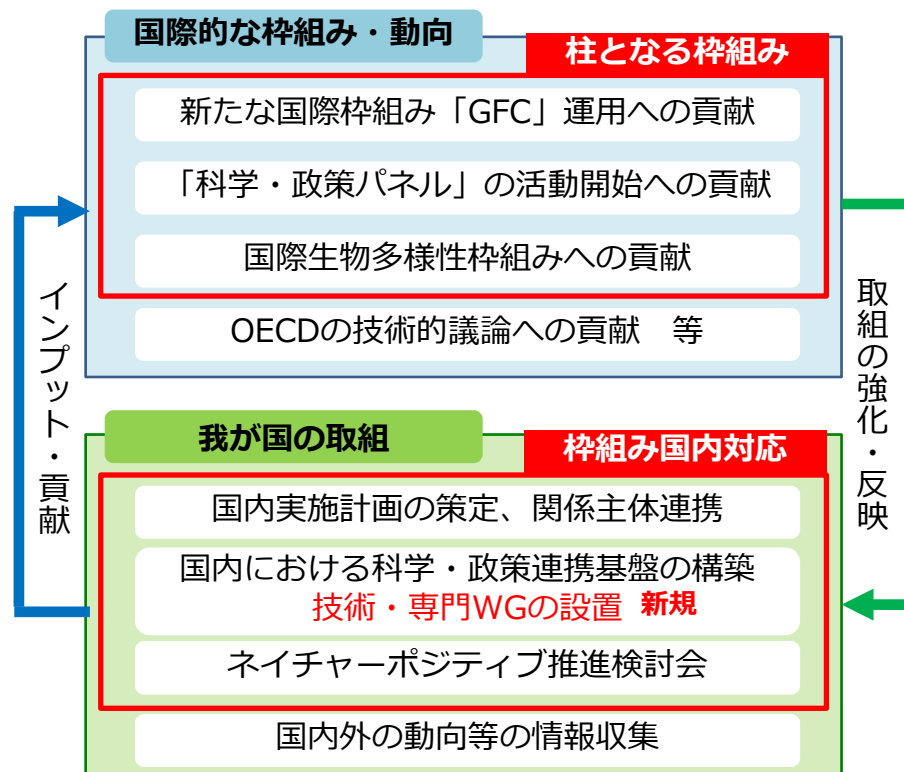 国際的な枠組み・動向
柱となる枠組み
新たな国際枠組み「GFC」運用への貢献
「科学・政策パネル」の活動開始への貢献
国際生物多様性枠組みへの貢献
OECDの技術的議論への貢献　等
インプット・貢献
取組の強化・反映
我が国の取組
枠組み国内対応
国内実施計画の策定、関係主体連携
国内における科学・政策連携基盤の構築
技術・専門WGの設置 新規
ネイチャーポジティブ推進検討会
国内外の動向等の情報収集